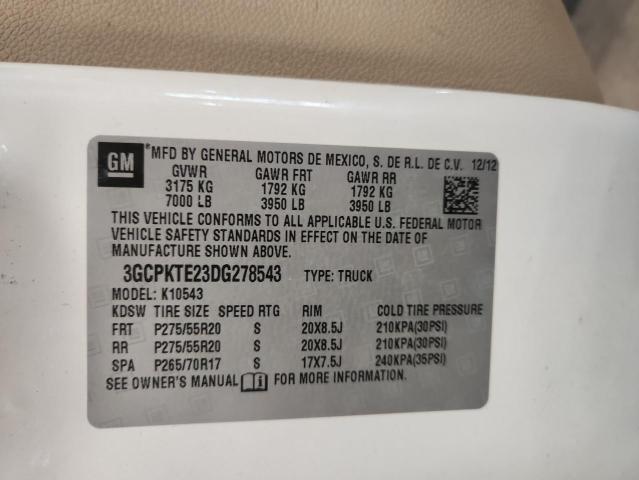 GM
*MFD BY GENERAL MOTORS DE MEXICO, S. DE R.L. DE C.V. 12/12
GVWR GAWR FRT GAWR RR
3175 KG 1792 KG 1792 KG
7000 LB 3950 LB 3950 LB
THIS VEHICLE CONFORMS TO ALL APPLICABLE U.S. FEDERAL MOTOR
VEHICLE SAFETY STANDARDS IN EFFECT ON THE DATE OF
MANUFACTURE SHOWN ABOVE.
3GCPKTE23DG278543 TYPE: TRUCK
MODEL: K10543
KDSW TIRE SIZE SPEED RTG RIM COLD TIRE PRESSURE
FRT P275/55R20 S 20X8.5J 210KPA(30PSI)
RR P275/55R20 S 20X8.5J 210KPA(30PSI)
SPA P265/70R17 S 17X7.5J 240KPA(35PSI)
SEE OWNER'S MANUAL FOR MORE INFORMATION.